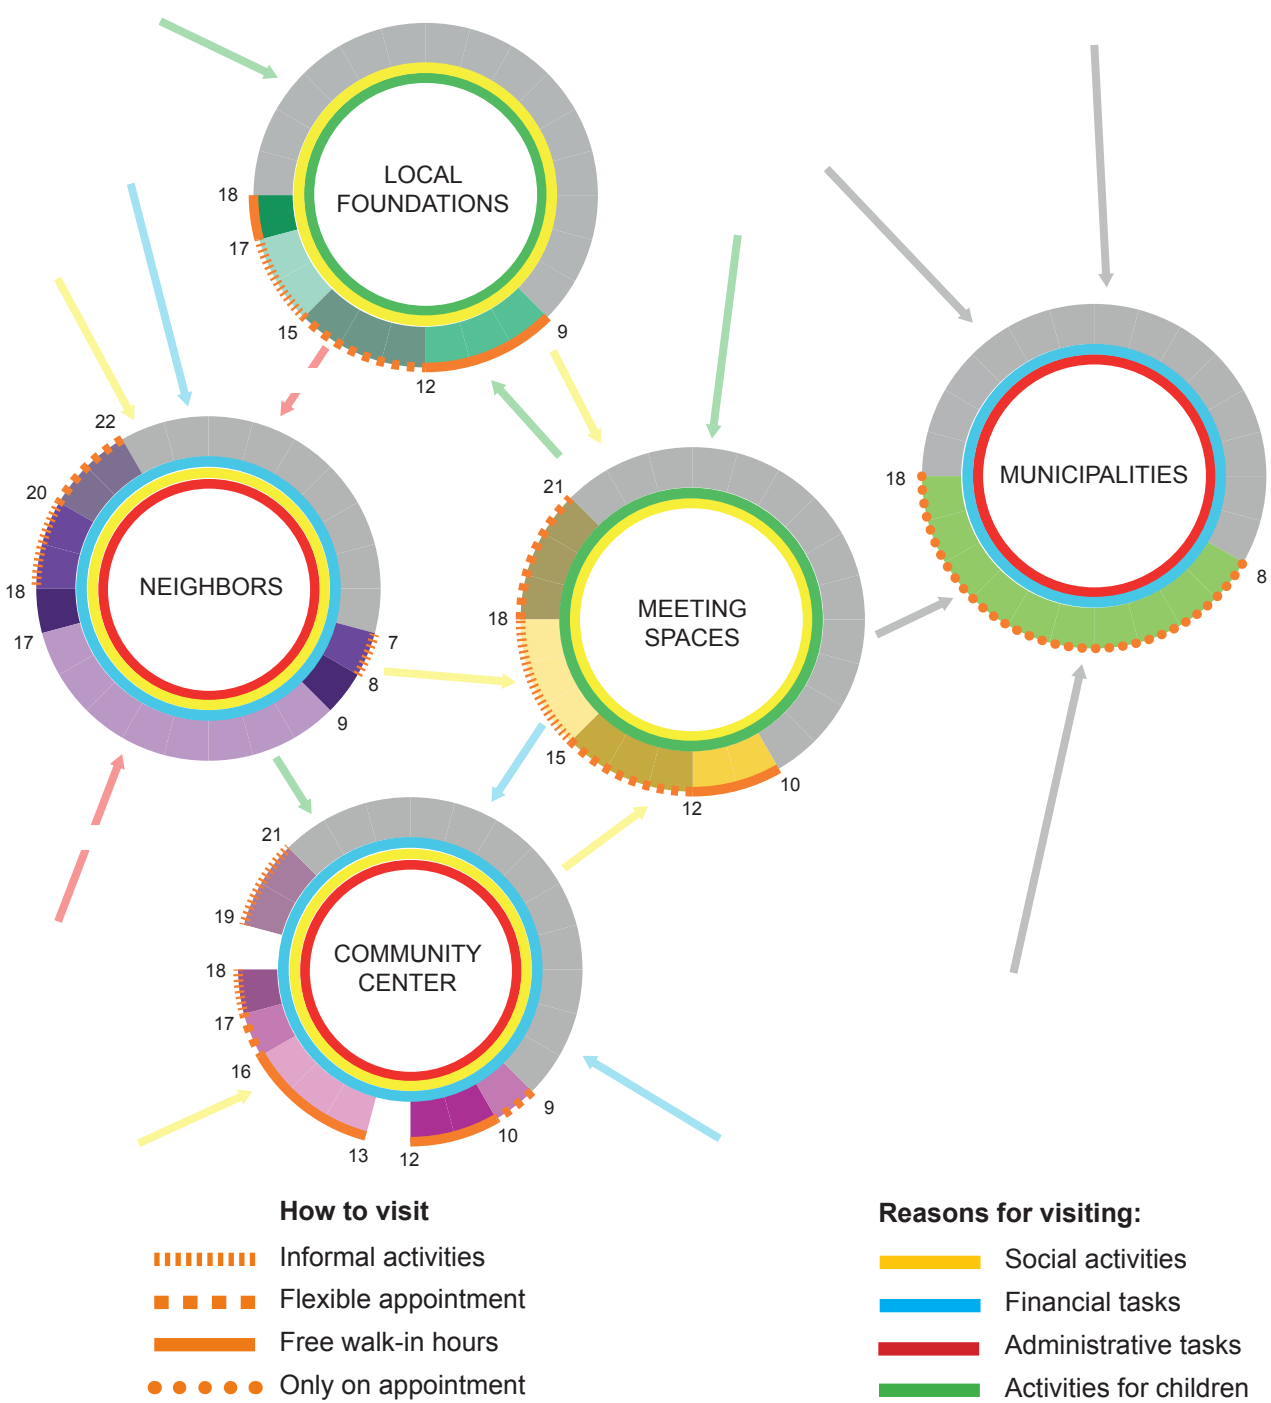 LOCAL
FOUNDATIONS
18
17
15
12
9
NEIGHBORS
22
20
18
17
7
8
9
MEETING
SPACES
21
18
15
12
10
MUNICIPALITIES
18
8
COMMUNITY
CENTER
21
19
18
17
16
13
12
10
9
How to visit
Informal activities
Flexible appointment
Free walk-in hours
Only on appointment
Reasons for visiting:
Social activities
Financial tasks
Administrative tasks
Activities for children